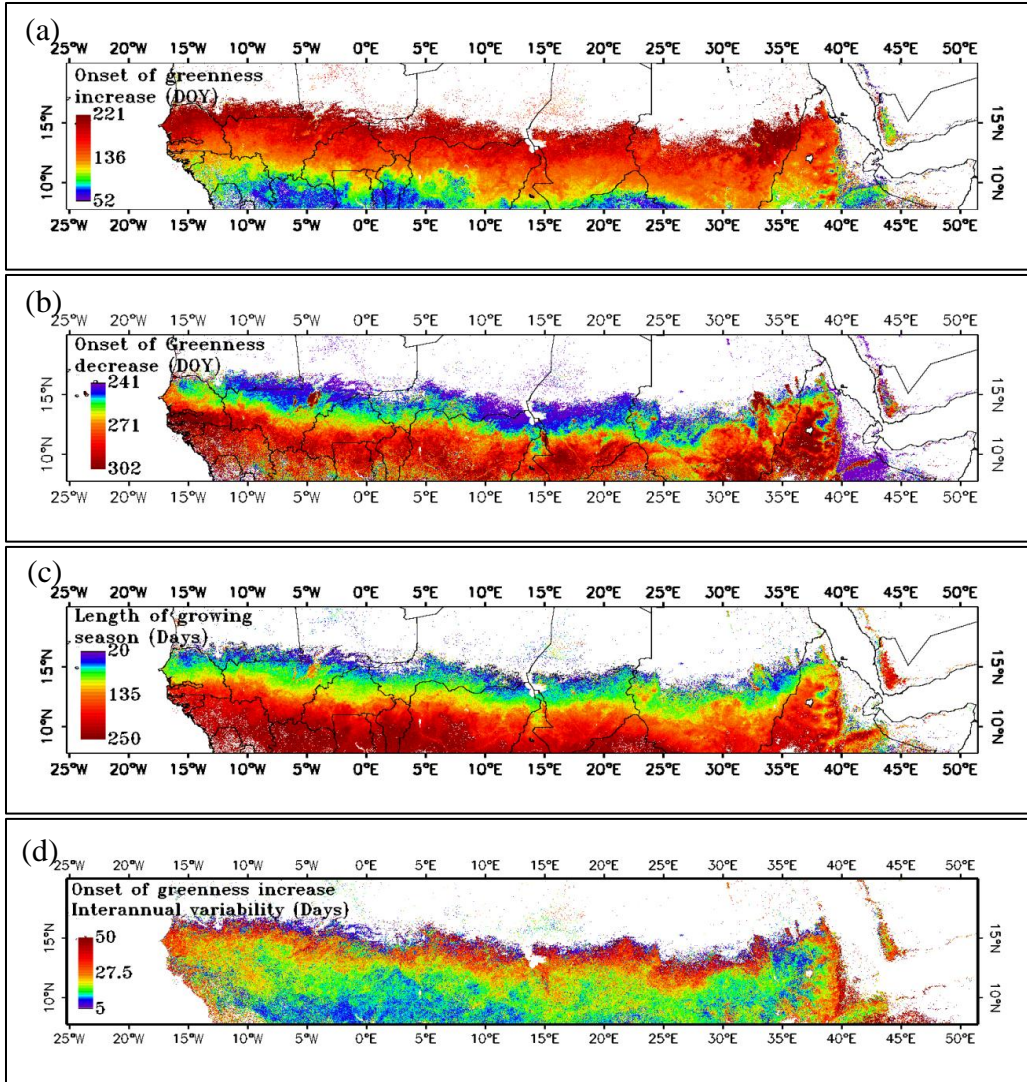 (a)
25°W 20°W 15°W 10°W 5°W 0°E 5°E 10°E 15°E 20°E 25°E 30°E 35°E 40°E 45°E 50°E
Onset of greenness
increase (DOY)
221
136
52
15°N
10°N
15°N
10°N
25°W 20°W 15°W 10°W 5°W 0°E 5°E 10°E 15°E 20°E 25°E 30°E 35°E 40°E 45°E 50°E
(b)
25°W 20°W 15°W 10°W 5°W 0°E 5°E 10°E 15°E 20°E 25°E 30°E 35°E 40°E 45°E 50°E
Onset of Greenness
decrease (DOY)
241
271
302
15°N
10°N
15°N
10°N
25°W 20°W 15°W 10°W 5°W 0°E 5°E 10°E 15°E 20°E 25°E 30°E 35°E 40°E 45°E 50°E
(c)
25°W 20°W 15°W 10°W 5°W 0°E 5°E 10°E 15°E 20°E 25°E 30°E 35°E 40°E 45°E 50°E
Length of growing
season (Days)
20
135
250
15°N
10°N
15°N
10°N
25°W 20°W 15°W 10°W 5°W 0°E 5°E 10°E 15°E 20°E 25°E 30°E 35°E 40°E 45°E 50°E
(d)
25°W 20°W 15°W 10°W 5°W 0°E 5°E 10°E 15°E 20°E 25°E 30°E 35°E 40°E 45°E 50°E
Onset of greenness increase
Interannual variability (Days)
50
27.5
5
15°N
10°N
15°N
10°N
25°W 20°W 15°W 10°W 5°W 0°E 5°E 10°E 15°E 20°E 25°E 30°E 35°E 40°E 45°E 50°E